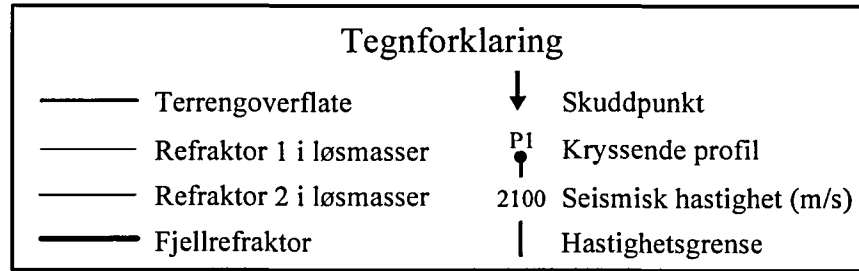 Tegnforklaring
Terrengoverflate
Skuddpunkt
Refraktor 1 i løsmasser
P1 Kryssende profil
Refraktor 2 i løsmasser
2100 Seismisk hastighet (m/s)
Fjellrefraktor
Hastighetsgrense